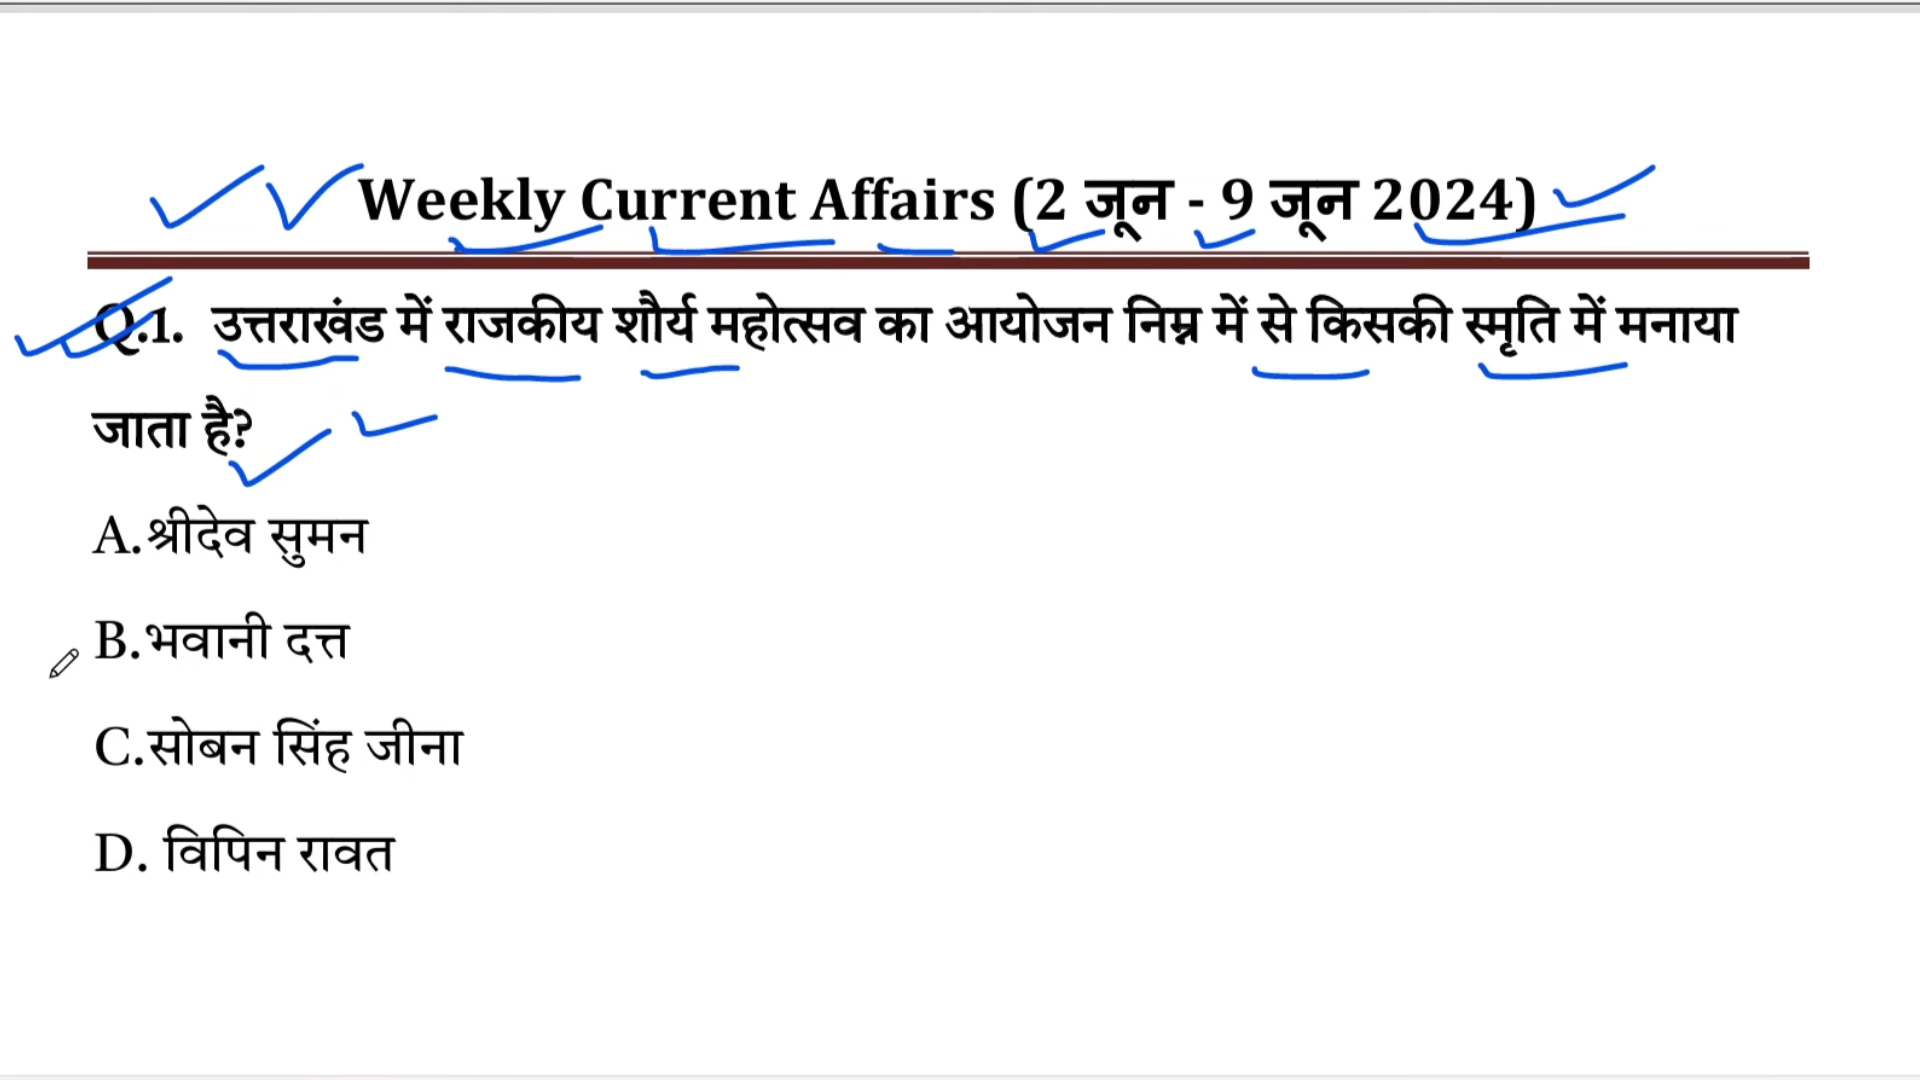 Weekly Current Affairs (2 जून - 9 जून 2024)
Q.1. उत्तराखंड में राजकीय शौर्य महोत्सव का आयोजन निम्न में से किसकी स्मृति में मनाया
जाता है?
A.श्रीदेव सुमन
B.भवानी दत्त
C.सोबन सिंह जीना
D. विपिन रावत